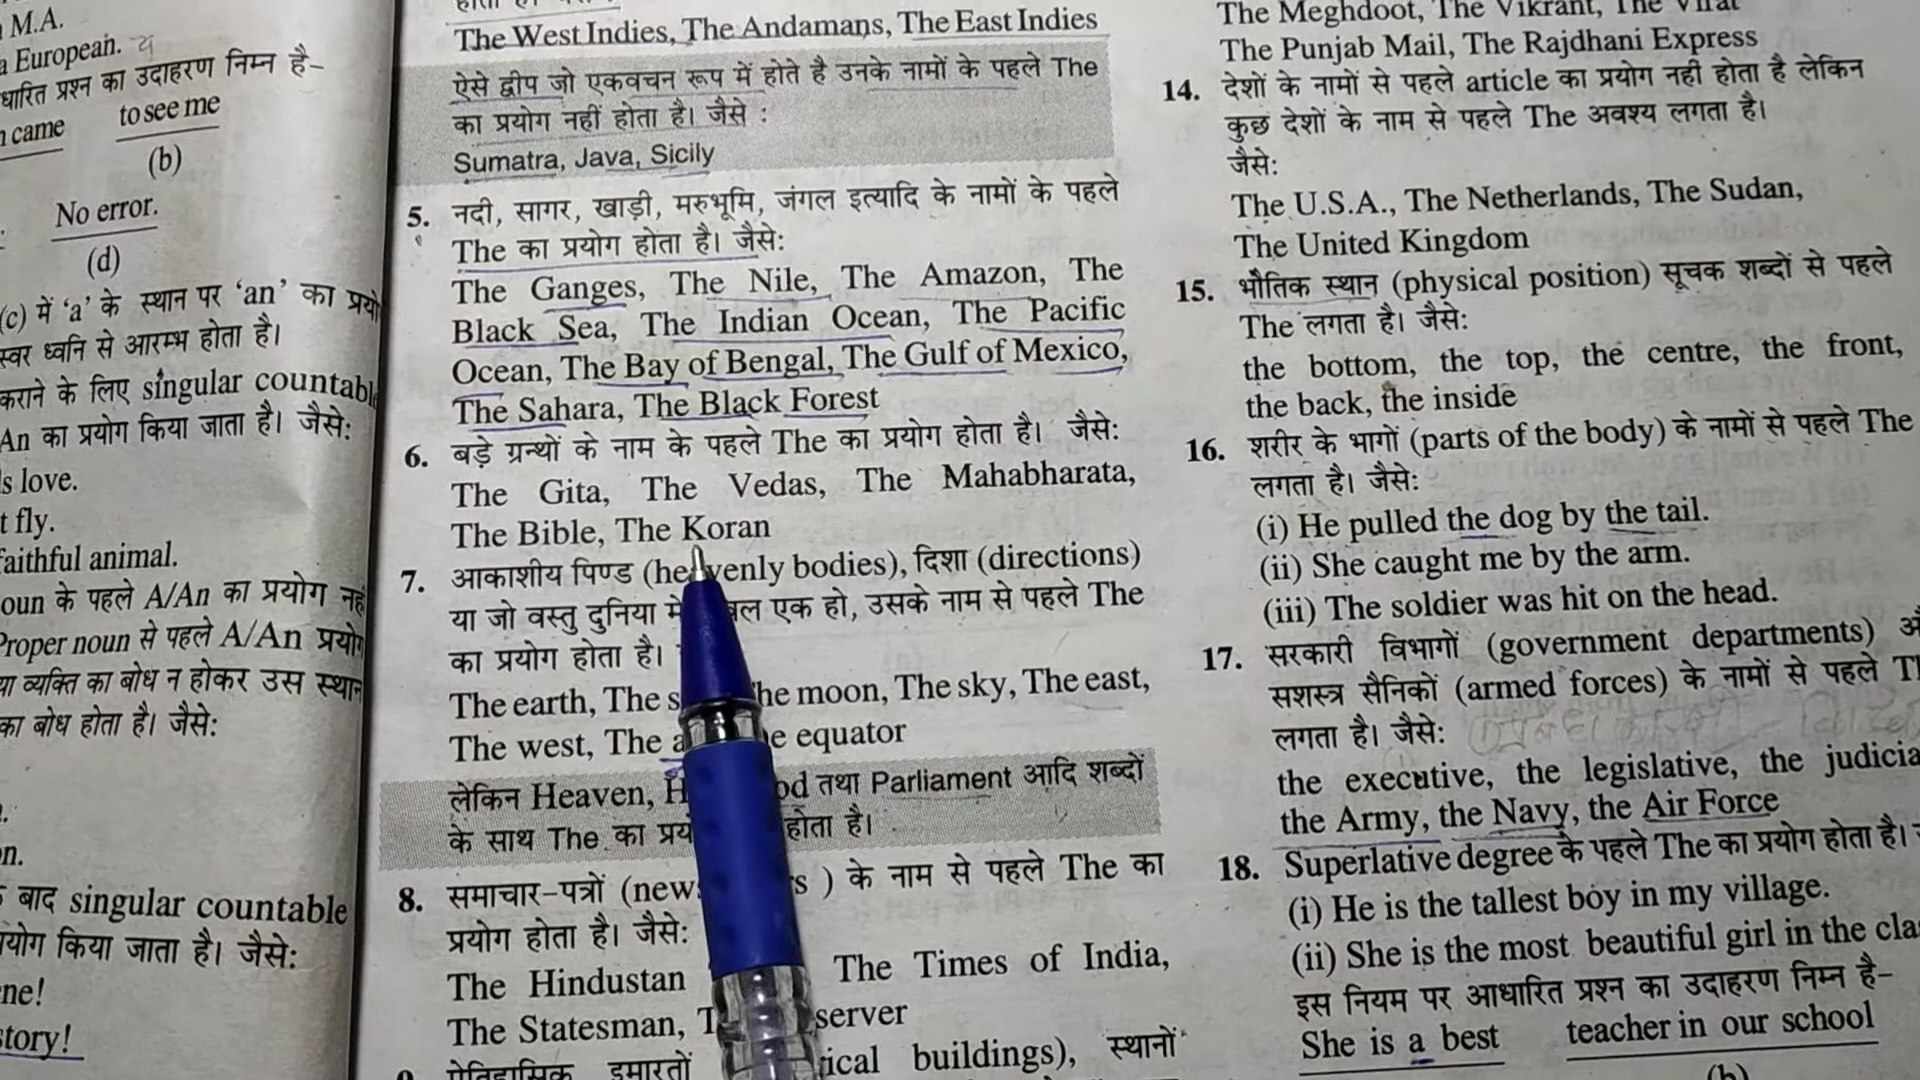 M.A.
European.
धारित प्रश्न का उदाहरण निम्न है–
came to see me
(b)
No error.
(d)
(c) में ‘a’ के स्थान पर ‘an’ का प्रयो
स्वर ध्वनि से आरम्भ होता है।
कराने के लिए singular countabl
An का प्रयोग किया जाता है। जैसे:
s love.
t fly.
faithful animal.
oun के पहले A/An का प्रयोग नह
Proper noun से पहले A/An प्रयोग
या व्यक्ति का बोध न होकर उस स्थान
का बोध होता है। जैसे:
बाद singular countable
योग किया जाता है। जैसे:
ne!
story!
The West Indies, The Andamans, The East Indies
ऐसे द्वीप जो एकवचन रूप में होते है उनके नामों के पहले The
का प्रयोग नहीं होता है। जैसे :
Sumatra, Java, Sicily
5. नदी, सागर, खाड़ी, मरुभूमि, जंगल इत्यादि के नामों के पहले
The का प्रयोग होता है। जैसे:
The Ganges, The Nile, The Amazon, The
Black Sea, The Indian Ocean, The Pacific
Ocean, The Bay of Bengal, The Gulf of Mexico,
The Sahara, The Black Forest
6. बड़े ग्रन्थों के नाम के पहले The का प्रयोग होता है। जैसे:
The Gita, The Vedas, The Mahabharata,
The Bible, The Koran
7. आकाशीय पिण्ड (heavenly bodies), दिशा (directions)
या जो वस्तु दुनिया में एक हो, उसके नाम से पहले The
का प्रयोग होता है।
The earth, The moon, The sky, The east,
The west, The equator
लेकिन Heaven, तथा Parliament आदि शब्दों
के साथ The का होता है।
8. समाचार-पत्रों ) के नाम से पहले The का
प्रयोग होता है। जैसे:
The Hindustan The Times of India,
The Statesman,
buildings), स्थानों
The Meghdoot, The Vikrant, The Virat
The Punjab Mail, The Rajdhani Express
14. देशों के नामों से पहले article का प्रयोग नही होता है लेकिन
कुछ देशों के नाम से पहले The अवश्य लगता है।
जैसे:
The U.S.A., The Netherlands, The Sudan,
The United Kingdom
15. भौतिक स्थान (physical position) सूचक शब्दों से पहले
The लगता है। जैसे:
the bottom, the top, the centre, the front,
the back, the inside
16. शरीर के भागों (parts of the body) के नामों से पहले The
लगता है। जैसे:
(i) He pulled the dog by the tail.
(ii) She caught me by the arm.
(iii) The soldier was hit on the head.
17. सरकारी विभागों (government departments)
सशस्त्र सैनिकों (armed forces) के नामों से पहले
लगता है। जैसे:
the executive, the legislative, the judicia
the Army, the Navy, the Air Force
18. Superlative degree के पहले The का प्रयोग होता है।
(i) He is the tallest boy in my village.
(ii) She is the most beautiful girl in the cla
इस नियम पर आधारित प्रश्न का उदाहरण निम्न है–
She is a best teacher in our school
(b)